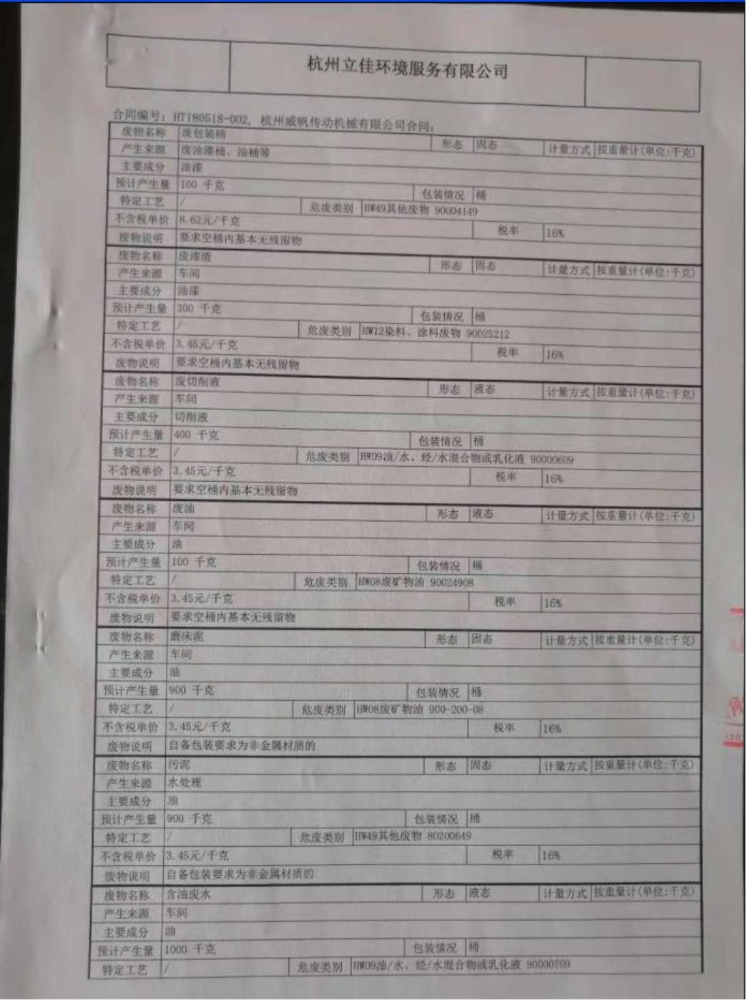 杭州立佳环境服务有限公司
合同编号: HT180518-002, 杭州威帆传动机械有限公司合同:
废物名称 废包装桶 形态 固态 计量方式 按重量计(单位:千克)
产生来源 废油漆桶、油桶等
主要成分 油漆
预计产生量 100 千克 包装情况 桶
特定工艺 / 危废类别 HW49其他废物 90004149
不含税单价 8.62元/千克 税率 16%
废物说明 要求空桶内基本无残留物
废物名称 废漆渣 形态 固态 计量方式 按重量计(单位:千克)
产生来源 车间
主要成分 油漆
预计产生量 300 千克 包装情况 桶
特定工艺 / 危废类别 HW12染料、涂料废物 90025212
不含税单价 3.45元/千克 税率 16%
废物说明 要求空桶内基本无残留物
废物名称 废切削液 形态 液态 计量方式 按重量计(单位:千克)
产生来源 车间
主要成分 切削液
预计产生量 400 千克 包装情况 桶
特定工艺 / 危废类别 HW09油/水、烃/水混合物或乳化液 90000609
不含税单价 3.45元/千克 税率 16%
废物说明 要求空桶内基本无残留物
废物名称 废油 形态 液态 计量方式 按重量计(单位:千克)
产生来源 车间
主要成分 油
预计产生量 100 千克 包装情况 桶
特定工艺 / 危废类别 HW08废矿物油 90024908
不含税单价 3.45元/千克 税率 16%
废物说明 要求空桶内基本无残留物
废物名称 磨床泥 形态 固态 计量方式 按重量计(单位:千克)
产生来源 车间
主要成分 油
预计产生量 900 千克 包装情况 桶
特定工艺 / 危废类别 HW08废矿物油 900-200-08
不含税单价 3.45元/千克 税率 16%
废物说明 自备包装要求为非金属材质的
废物名称 污泥 形态 固态 计量方式 按重量计(单位:千克)
产生来源 水处理
主要成分 油
预计产生量 900 千克 包装情况 桶
特定工艺 / 危废类别 HW49其他废物 80200649
不含税单价 3.45元/千克 税率 16%
废物说明 自备包装要求为非金属材质的
废物名称 含油废水 形态 液态 计量方式 按重量计(单位:千克)
产生来源 车间
主要成分 油
预计产生量 1000 千克 包装情况 桶
特定工艺 / 危废类别 HW09油/水、烃/水混合物或乳化液 90000709